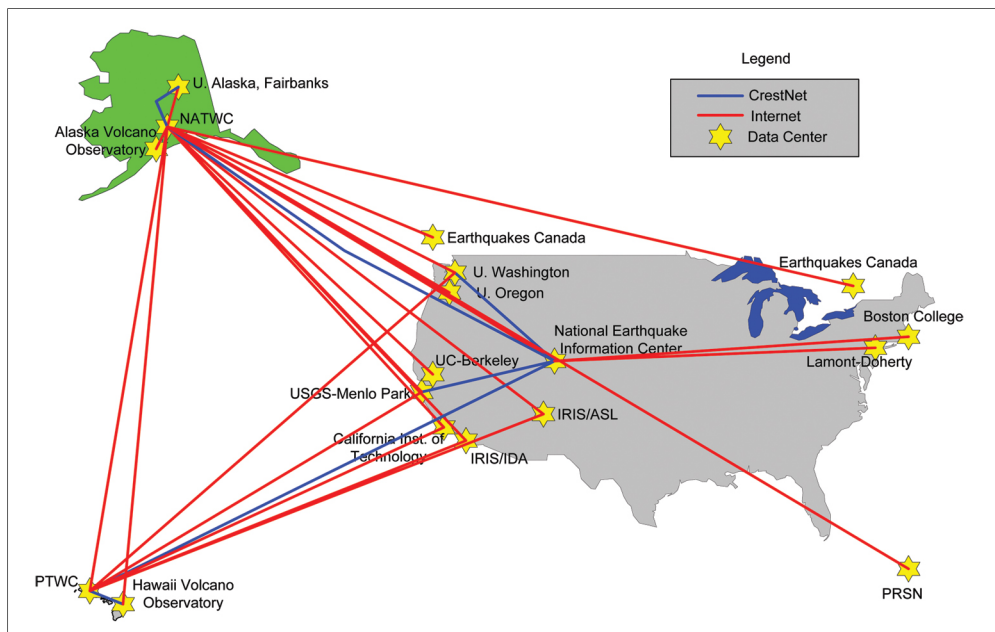 Legend
CrestNet
Internet
Data Center
U. Alaska, Fairbanks
NATWC
Alaska Volcano
Observatory
Earthquakes Canada
U. Washington
U. Oregon
Earthquakes Canada
Boston College
National Earthquake
Information Center
Lamont-Doherty
UC-Berkeley
USGS-Menlo Park
IRIS/ASL
California Inst. of
Technology
IRIS/IDA
PTWC
Hawaii Volcano
Observatory
PRSN